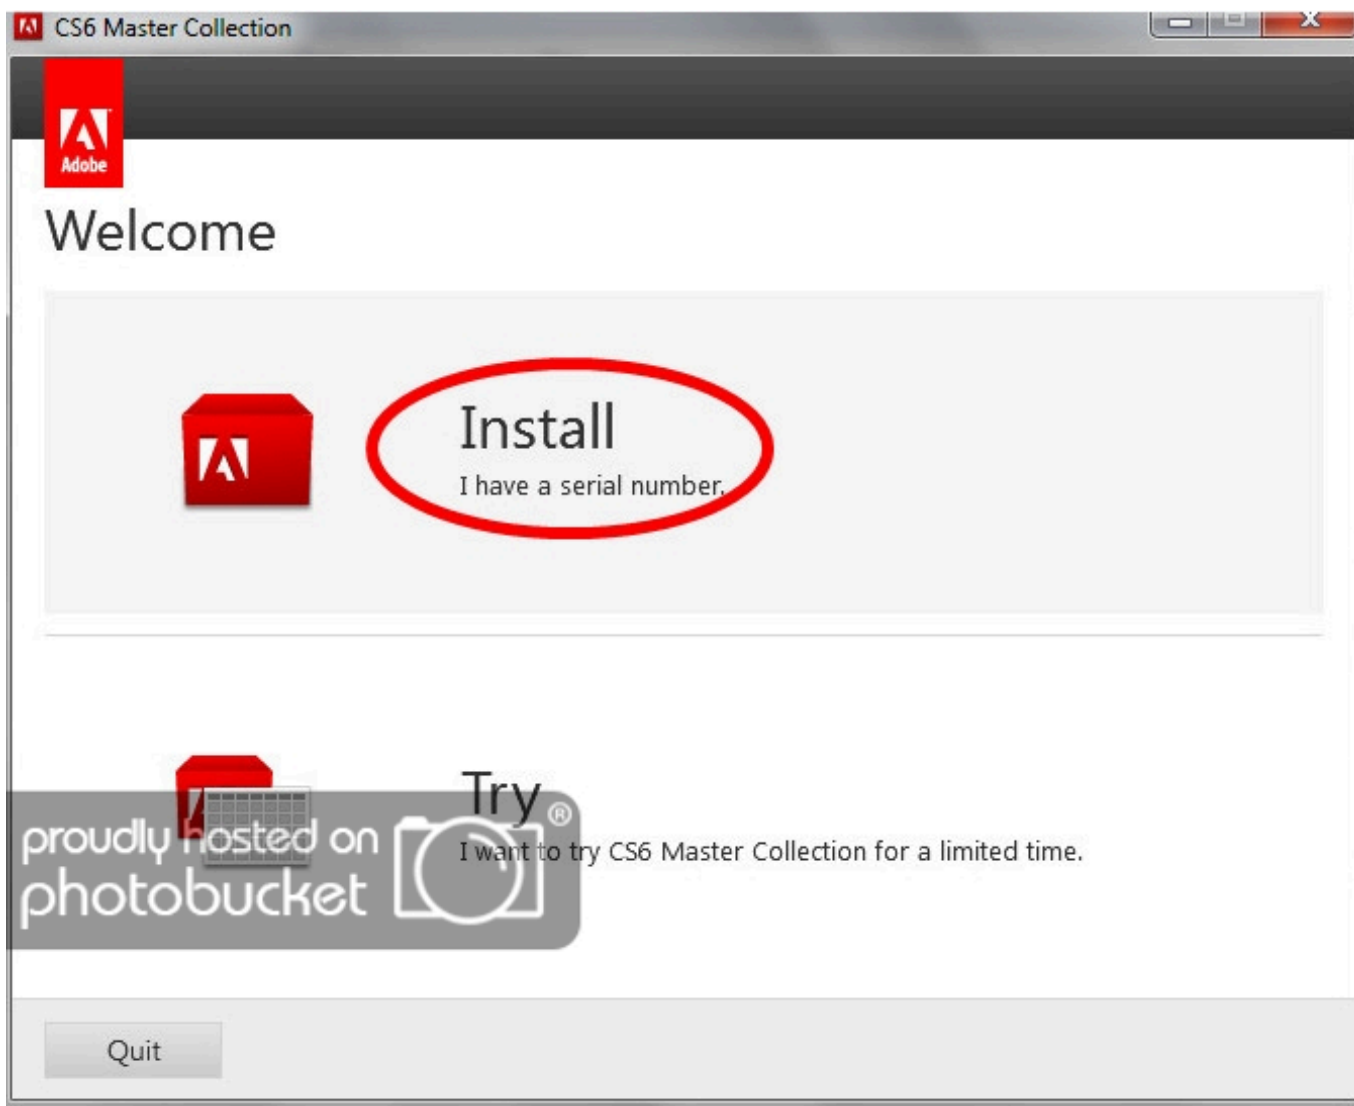 CS6 Master Collection
Adobe
Welcome
Install
I have a serial number.
Try
I want to try CS6 Master Collection for a limited time.
proudly hosted on
photobucket
®
Quit